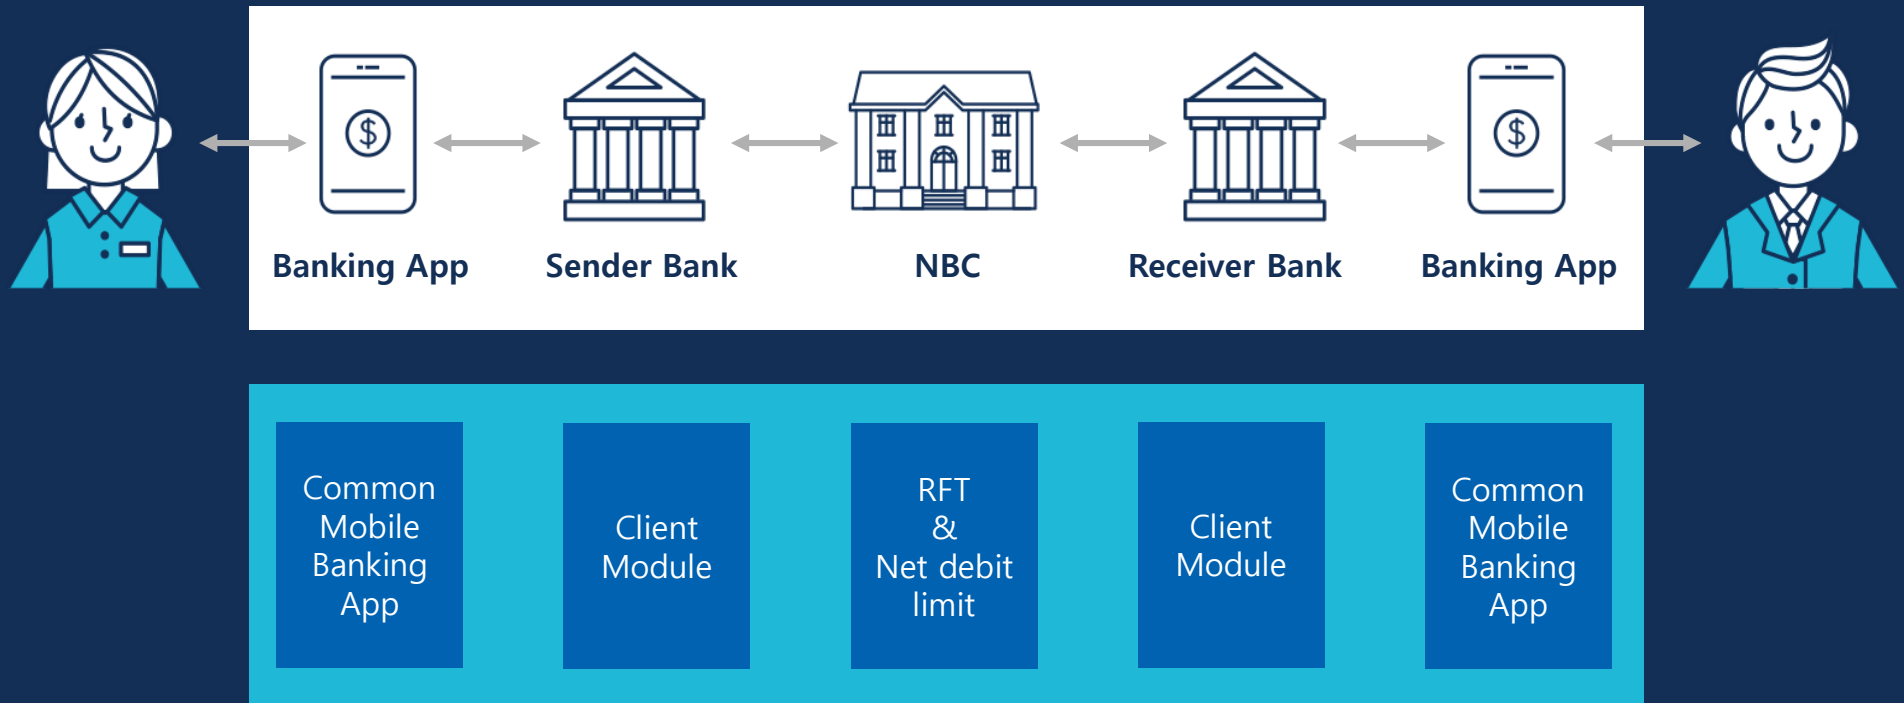 Banking App
Sender Bank
NBC
Receiver Bank
Banking App
Common
Mobile
Banking
App
Client
Module
RFT
&
Net debit
limit
Client
Module
Common
Mobile
Banking
App